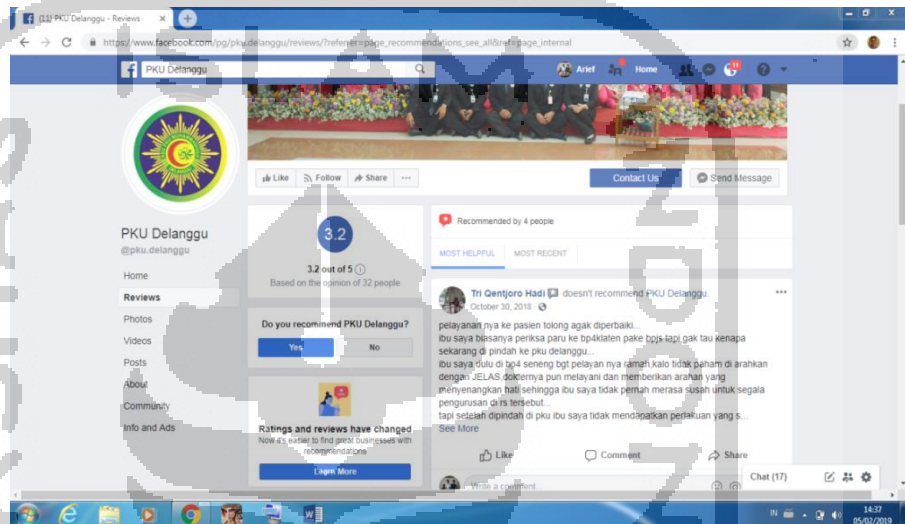 (11) PKU Delanggu - Reviews
https://www.facebook.com/pg/pku.delanggu/reviews/?referrer=page_recommendations_see_all&ref=page_internal
PKU Delanggu
Arief
Home
11
Like
Follow
Share
Contact Us
Send Message
PKU Delanggu
@pku.delanggu
Home
Reviews
Photos
Videos
Posts
About
Community
Info and Ads
3.2
3.2 out of 5
Based on the opinion of 32 people
Do you recommend PKU Delanggu?
Yes
No
Ratings and reviews have changed
Now it's easier to find great businesses with
recommendations
Learn More
Recommended by 4 people
MOST HELPFUL
MOST RECENT
Tri Qentjoro Hadi doesn't recommend PKU Delanggu.
October 30, 2018
pelayanan nya ke pasien tolong agak diperbaiki...
ibu saya biasanya periksa paru ke bp4klaten pake bpjs tapi gak tau kenapa
sekarang di pindah ke pku delanggu...
ibu saya dulu di bp4 seneng bgt pelayan nya ramah,kalo tidak paham di arahkan
dengan JELAS,dokternya pun melayani dan memberikan arahan yang
menyenangkan hati sehingga ibu saya tidak pernah merasa susah untuk segala
pengurusan di rs tersebut...
tapi setelah dipindah di pku ibu saya tidak mendapatkan perlakuan yang s...
See More
Like
Comment
Share
Write a comment...
Chat (17)
IN
14:37
05/02/2019
ISLAM